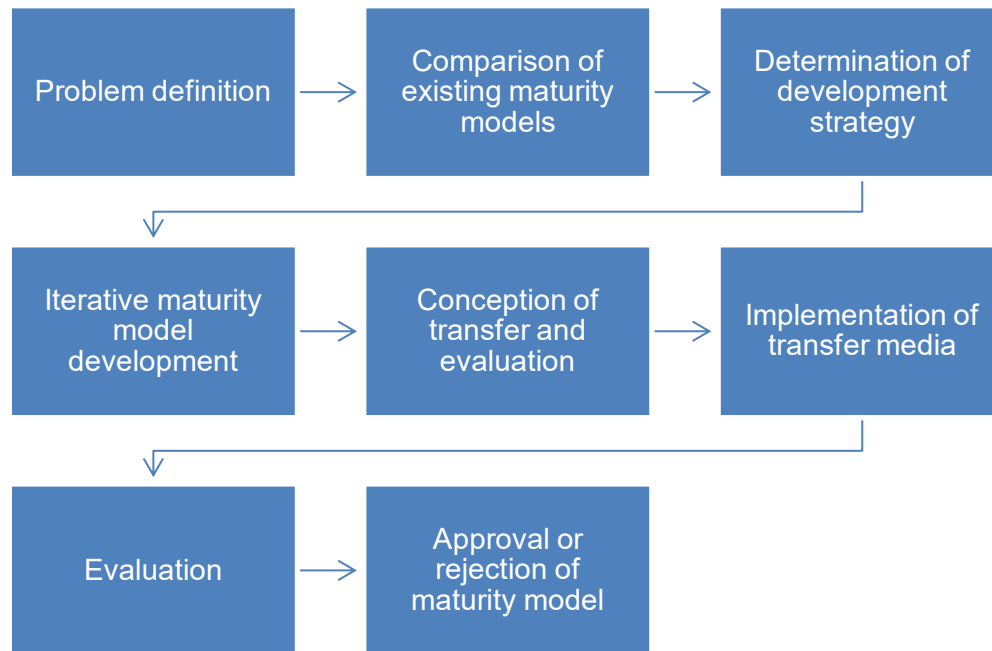 Problem definition
Comparison of
existing maturity
models
Determination of
development
strategy
Iterative maturity
model
development
Conception of
transfer and
evaluation
Implementation of
transfer media
Evaluation
Approval or
rejection of
maturity model